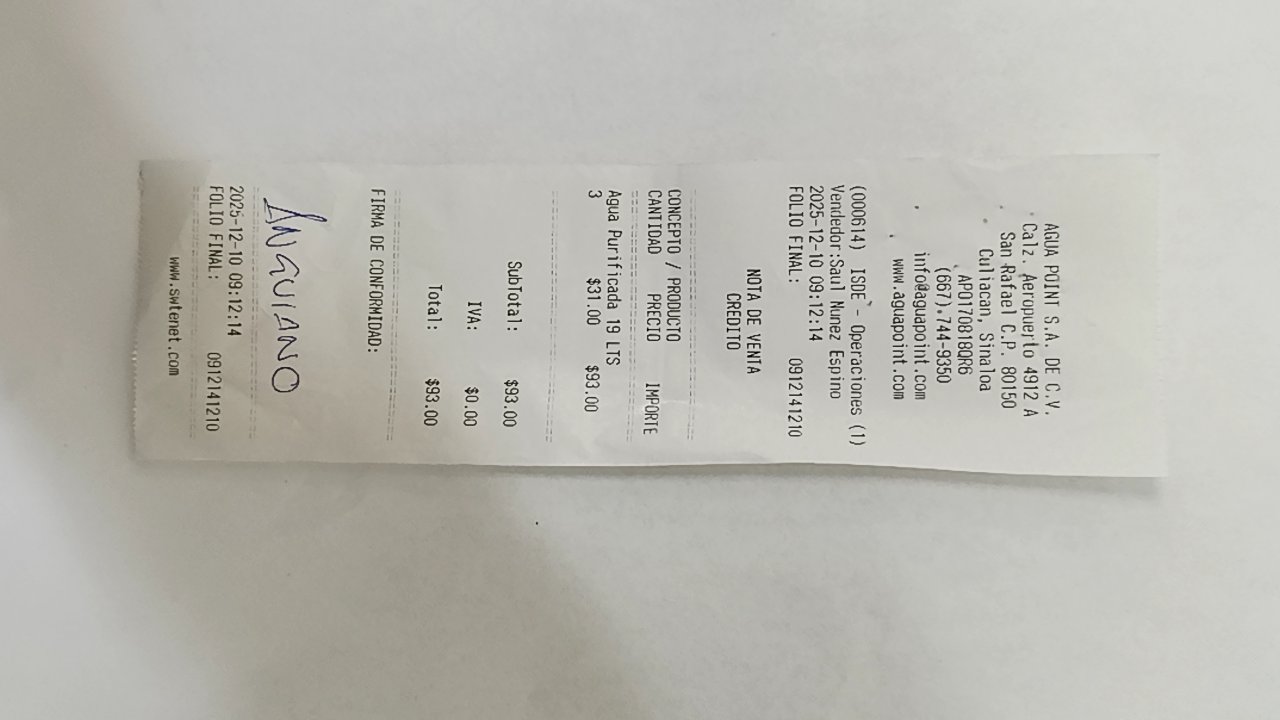 AGUA POINT S.A. DE C.V.
Calz. Aeropuerto 4912 A
San Rafael C.P. 80150
Culiacan, Sinaloa
APO170818QR6
(667).744-9350
info@aguapoint.com
www.aguapoint.com
(000614) ISDE - Operaciones (1)
Vendedor:Saul Nunez Espino
2025-12-10 09:12:14
FOLIO FINAL: 0912141210
NOTA DE VENTA
CREDITO
CONCEPTO / PRODUCTO
CANTIDAD PRECIO IMPORTE
Agua Purificada 19 LTS
3 $31.00 $93.00
SubTotal: $93.00
IVA: $0.00
Total: $93.00
FIRMA DE CONFORMIDAD:
ANGUIANO
2025-12-10 09:12:14
FOLIO FINAL: 0912141210
www.swtenet.com